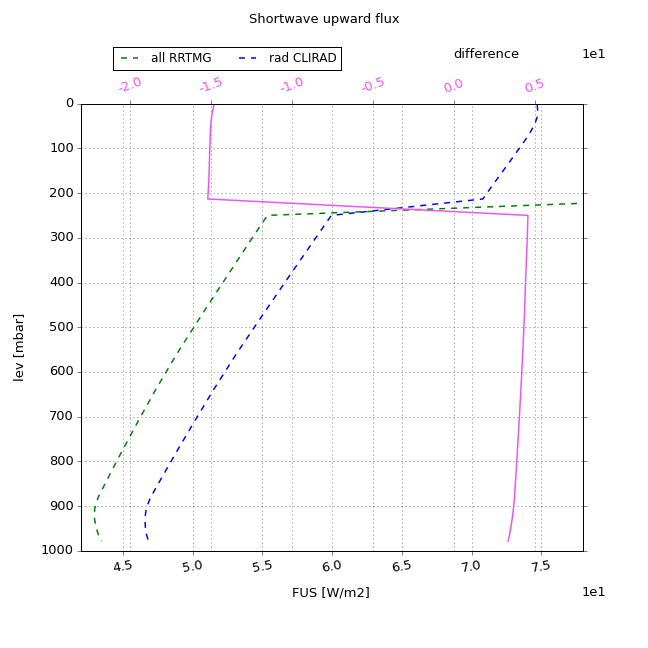 Shortwave upward flux
all RRTMG rad CLIRAD
difference 1e1
-2.0 -1.5 -1.0 -0.5 0.0 0.5
0
100
200
300
400
500
600
700
800
900
1000
lev [mbar]
4.5 5.0 5.5 6.0 6.5 7.0 7.5
FUS [W/m2] 1e1